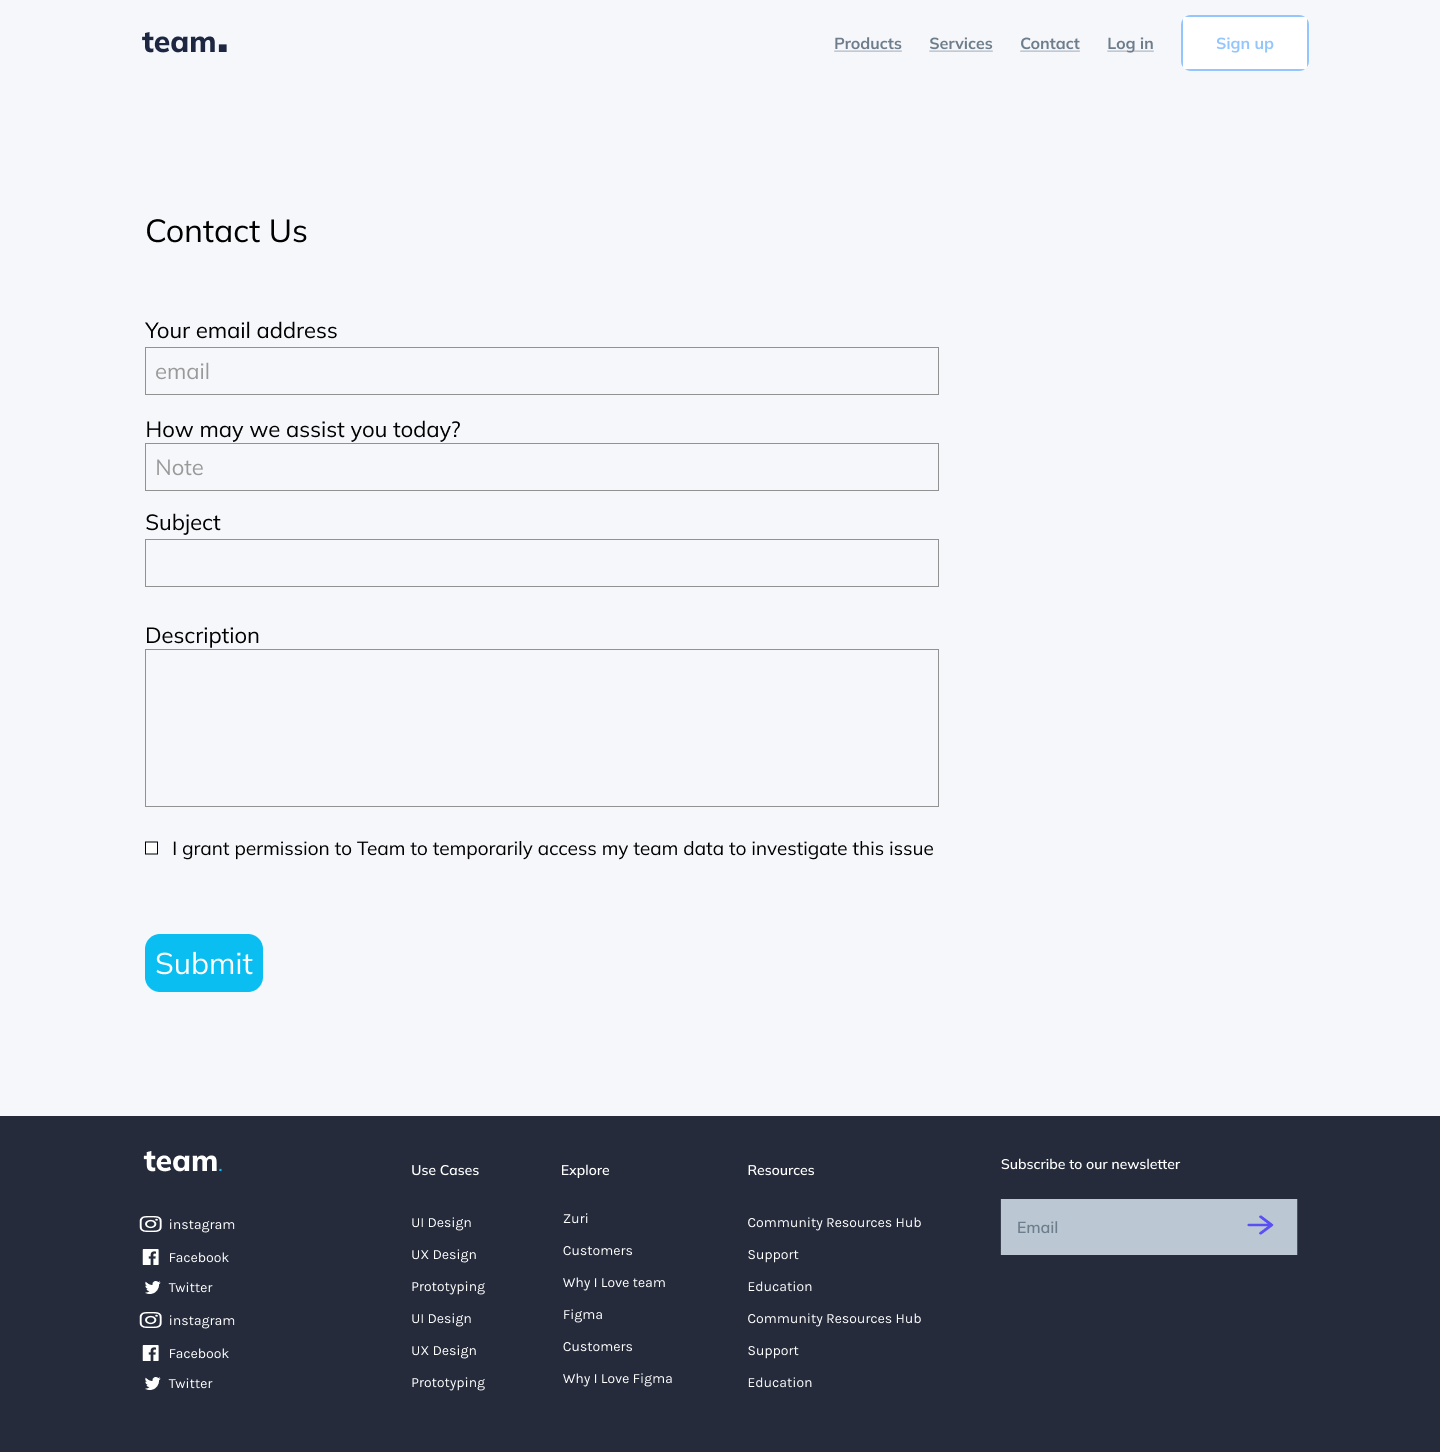 team.
Products Services Contact Log in Sign up
Contact Us
Your email address
email
How may we assist you today?
Note
Subject
Description
I grant permission to Team to temporarily access my team data to investigate this issue
Submit
team.
instagram
Facebook
Twitter
instagram
Facebook
Twitter
Use Cases
UI Design
UX Design
Prototyping
UI Design
UX Design
Prototyping
Explore
Zuri
Customers
Why I Love team
Figma
Customers
Why I Love Figma
Resources
Community Resources Hub
Support
Education
Community Resources Hub
Support
Education
Subscribe to our newsletter
Email